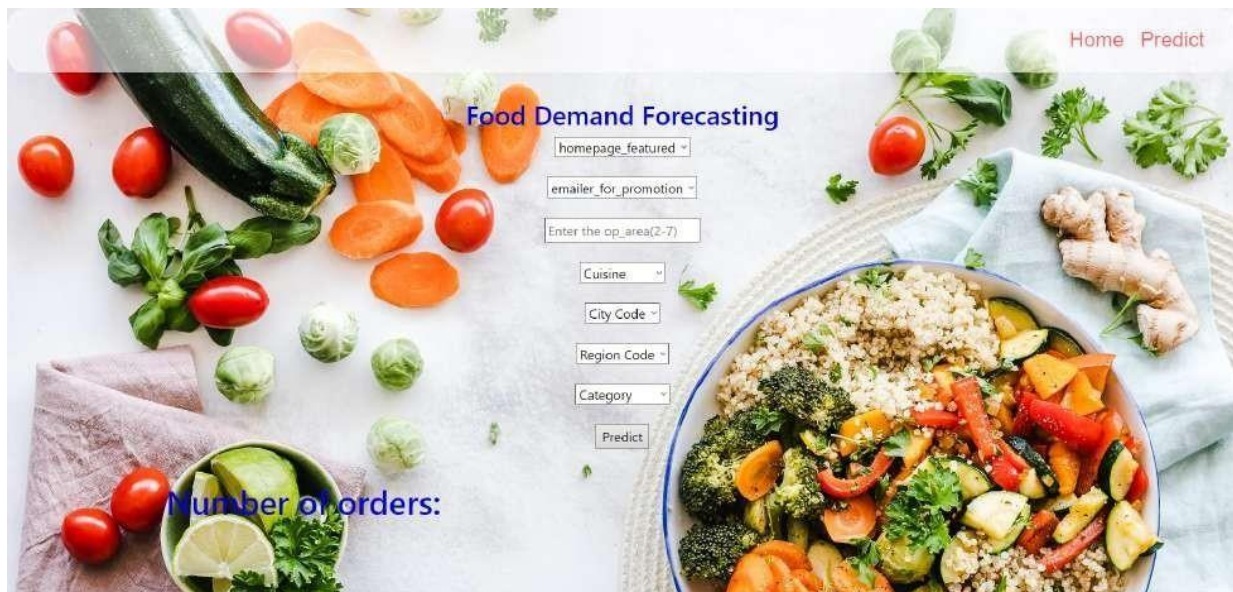 Home Predict
Food Demand Forecasting
homepage_featured
emailer_for_promotion
Enter the op_area(2-7)
Cuisine
City Code
Region Code
Category
Predict
Number of orders: